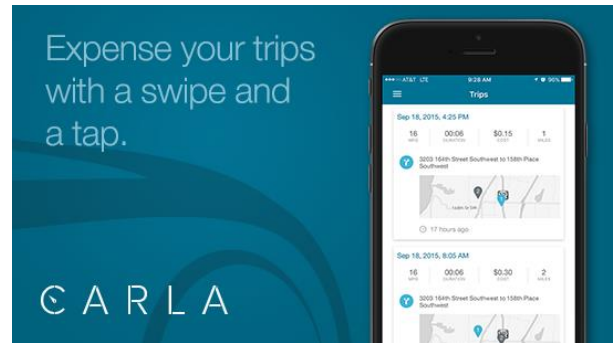 Expense your trips
with a swipe and
a tap.
CARLA
AT&T LTE 9:28 AM 90%
Trips
Sep 18, 2015, 4:25 PM
16 00:06 $0.15 1
MPG DURATION COST MILES
3203 164th Street Southwest to 158th Place
Southwest
17 hours ago
Sep 18, 2015, 8:05 AM
16 00:06 $0.30 2
MPG DURATION COST MILES
3203 164th Street Southwest to 158th Place
Southwest